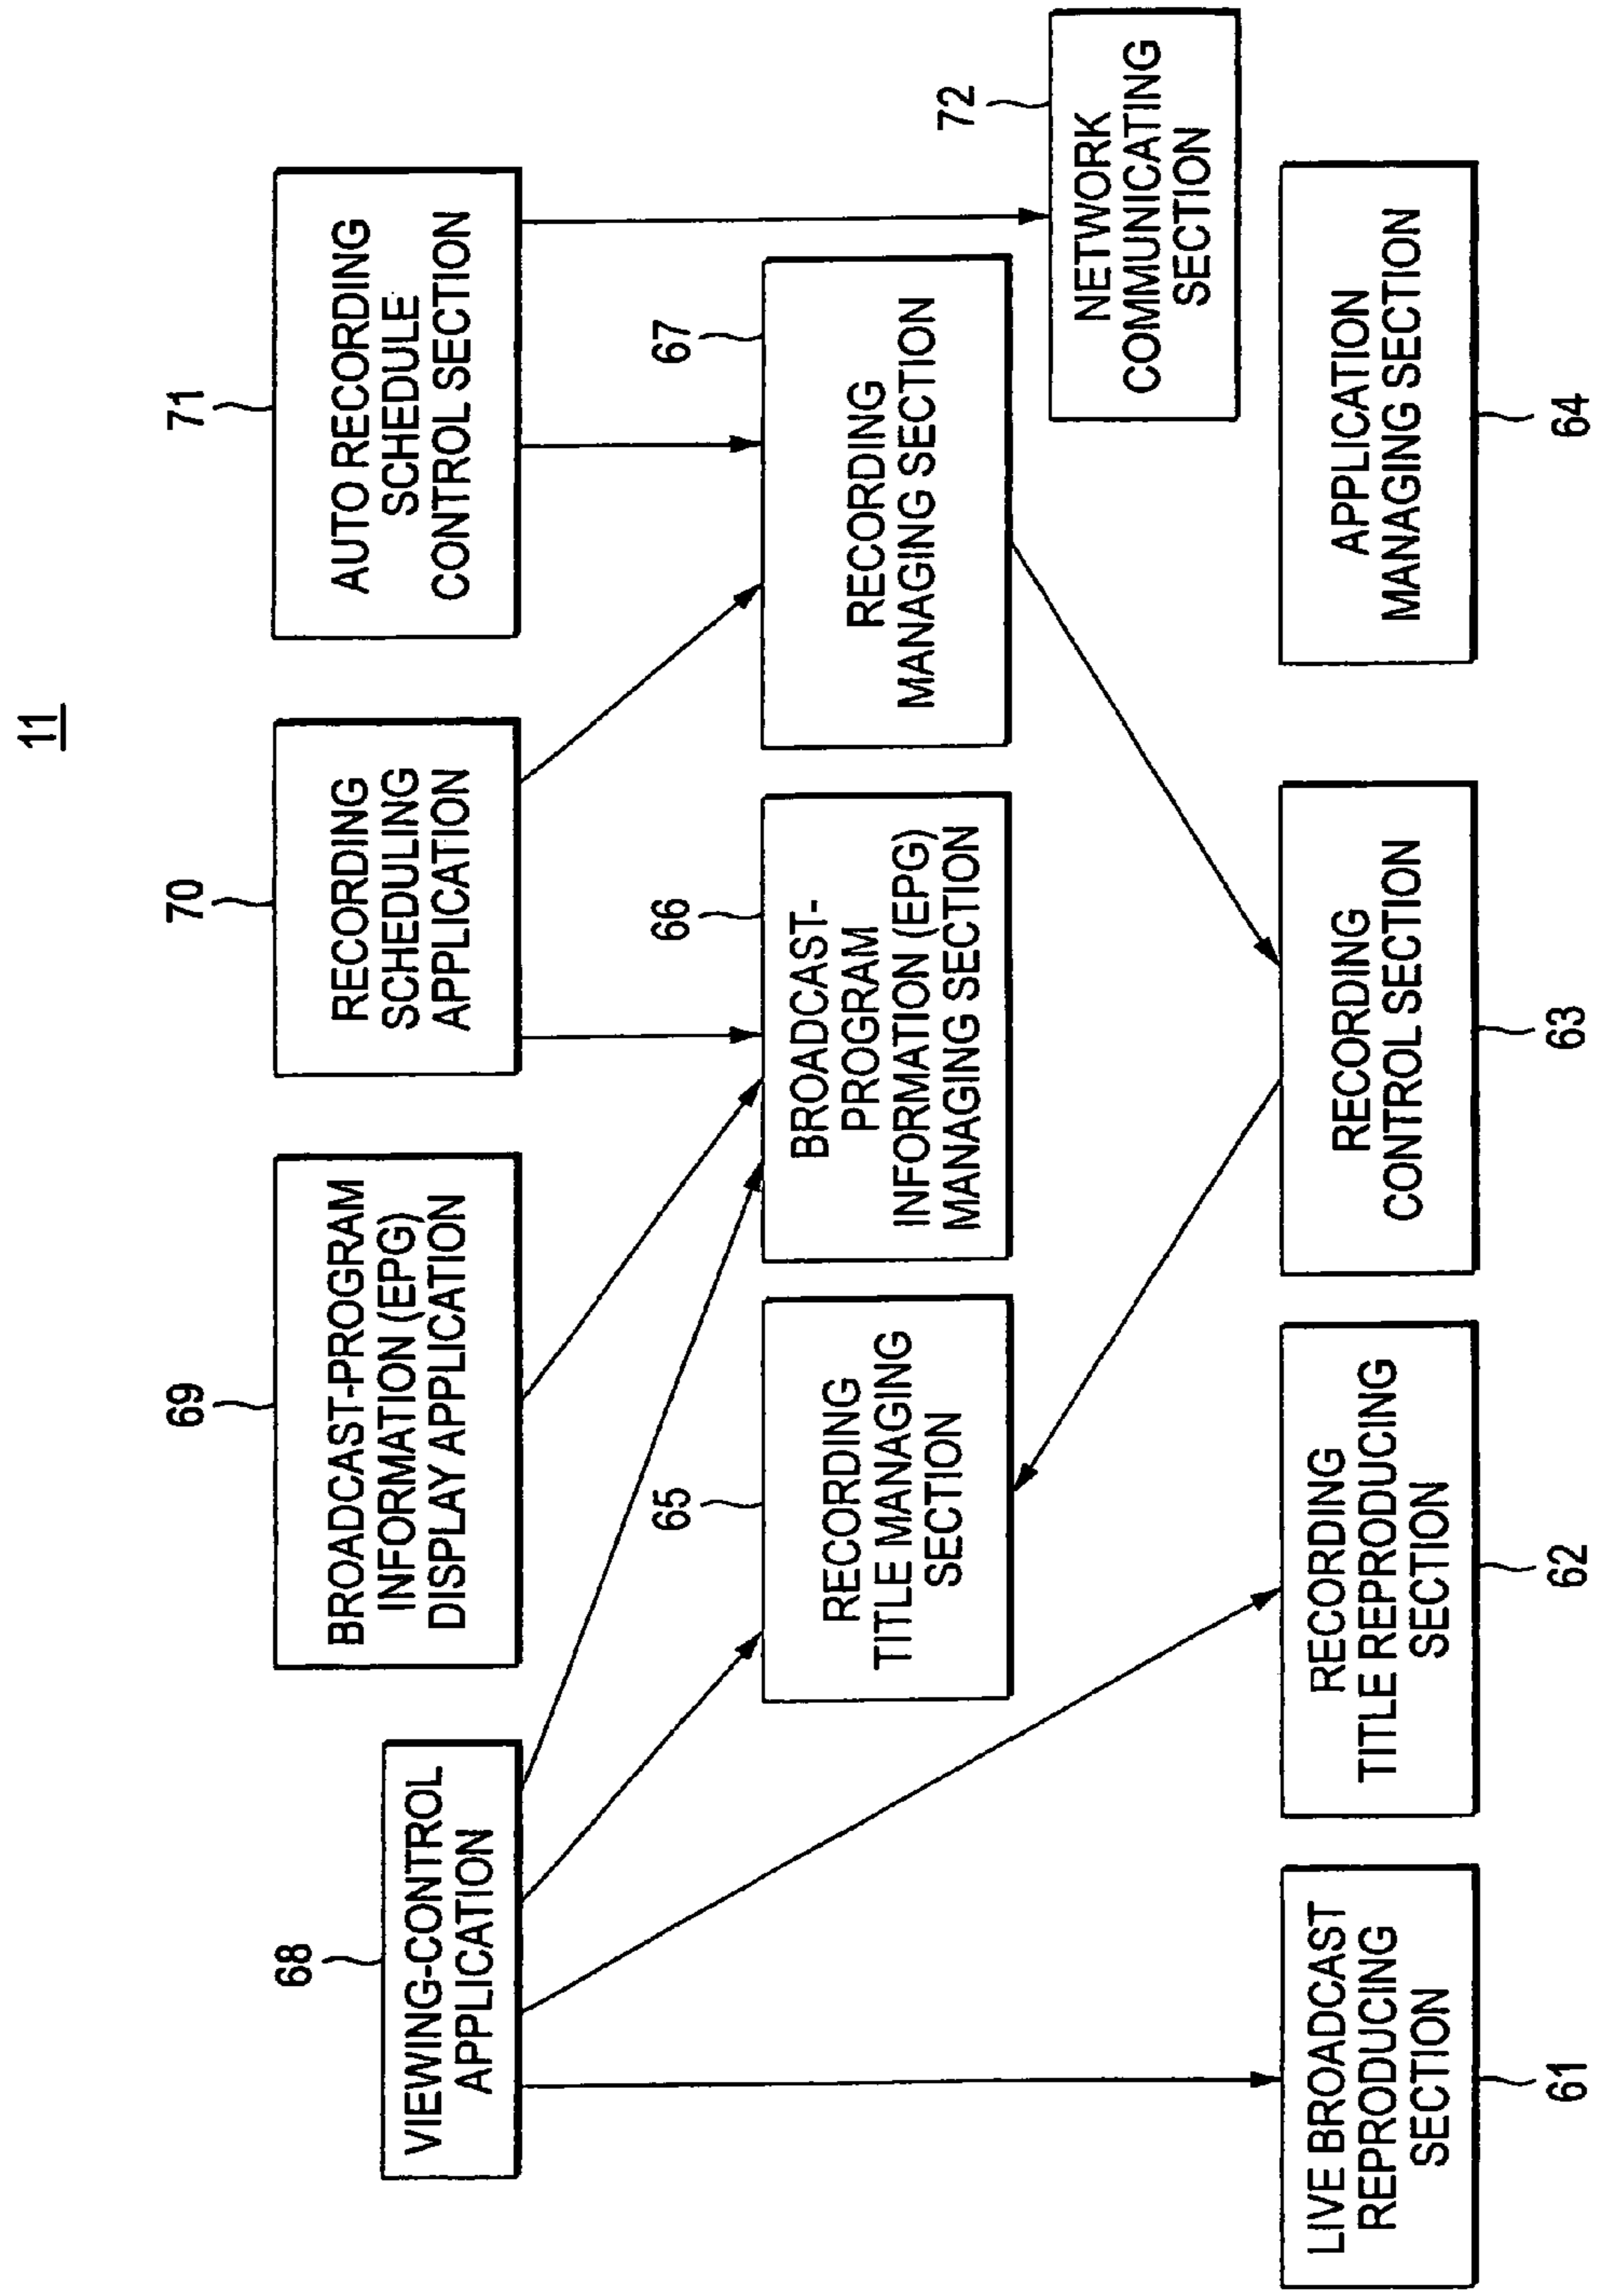 11
68
VIEWING-CONTROL
APPLICATION
69
BROADCAST-PROGRAM
INFORMATION (EPG)
DISPLAY APPLICATION
70
RECORDING
SCHEDULING
APPLICATION
71
AUTO RECORDING
SCHEDULE
CONTROL SECTION
65
RECORDING
TITLE MANAGING
SECTION
66
BROADCAST-
PROGRAM
INFORMATION (EPG)
MANAGING SECTION
67
RECORDING
MANAGING SECTION
72
NETWORK
COMMUNICATING
SECTION
LIVE BROADCAST
REPRODUCING
SECTION
61
RECORDING
TITLE REPRODUCING
SECTION
62
RECORDING
CONTROL SECTION
63
APPLICATION
MANAGING SECTION
64